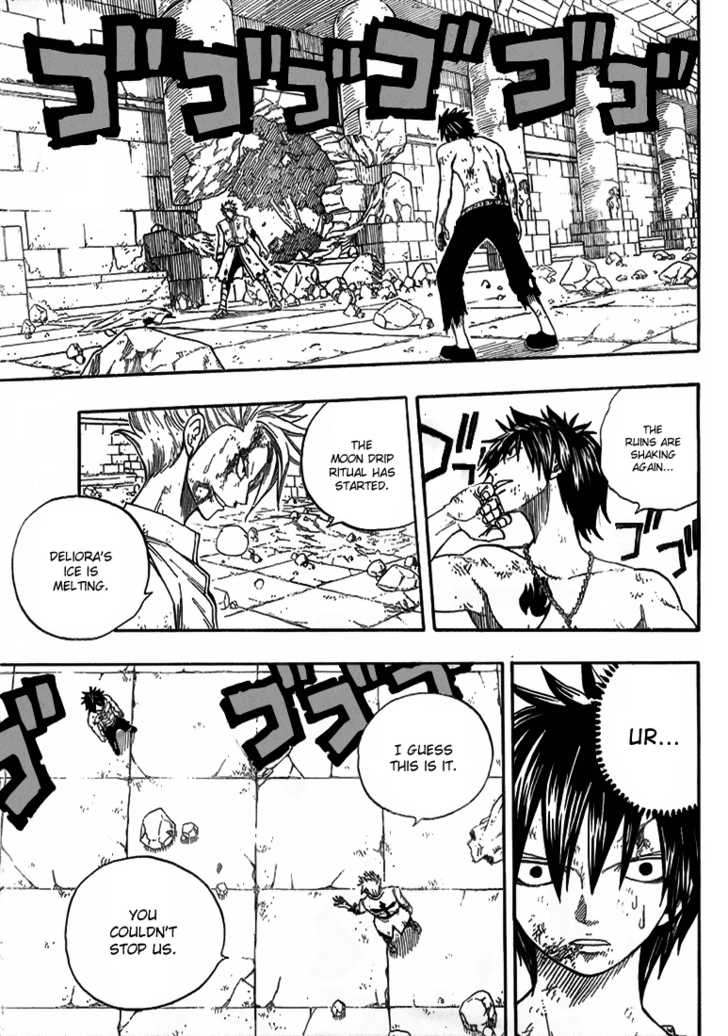 ゴゴゴゴゴゴ
THE
RUINS ARE
SHAKING
AGAIN...
ゴゴ
ゴゴ
THE
MOON DRIP
RITUAL HAS
STARTED.
DELIORA'S
ICE IS
MELTING.
UR...
ゴゴゴ
ゴ
I GUESS
THIS IS IT.
YOU
COULDN'T
STOP US.